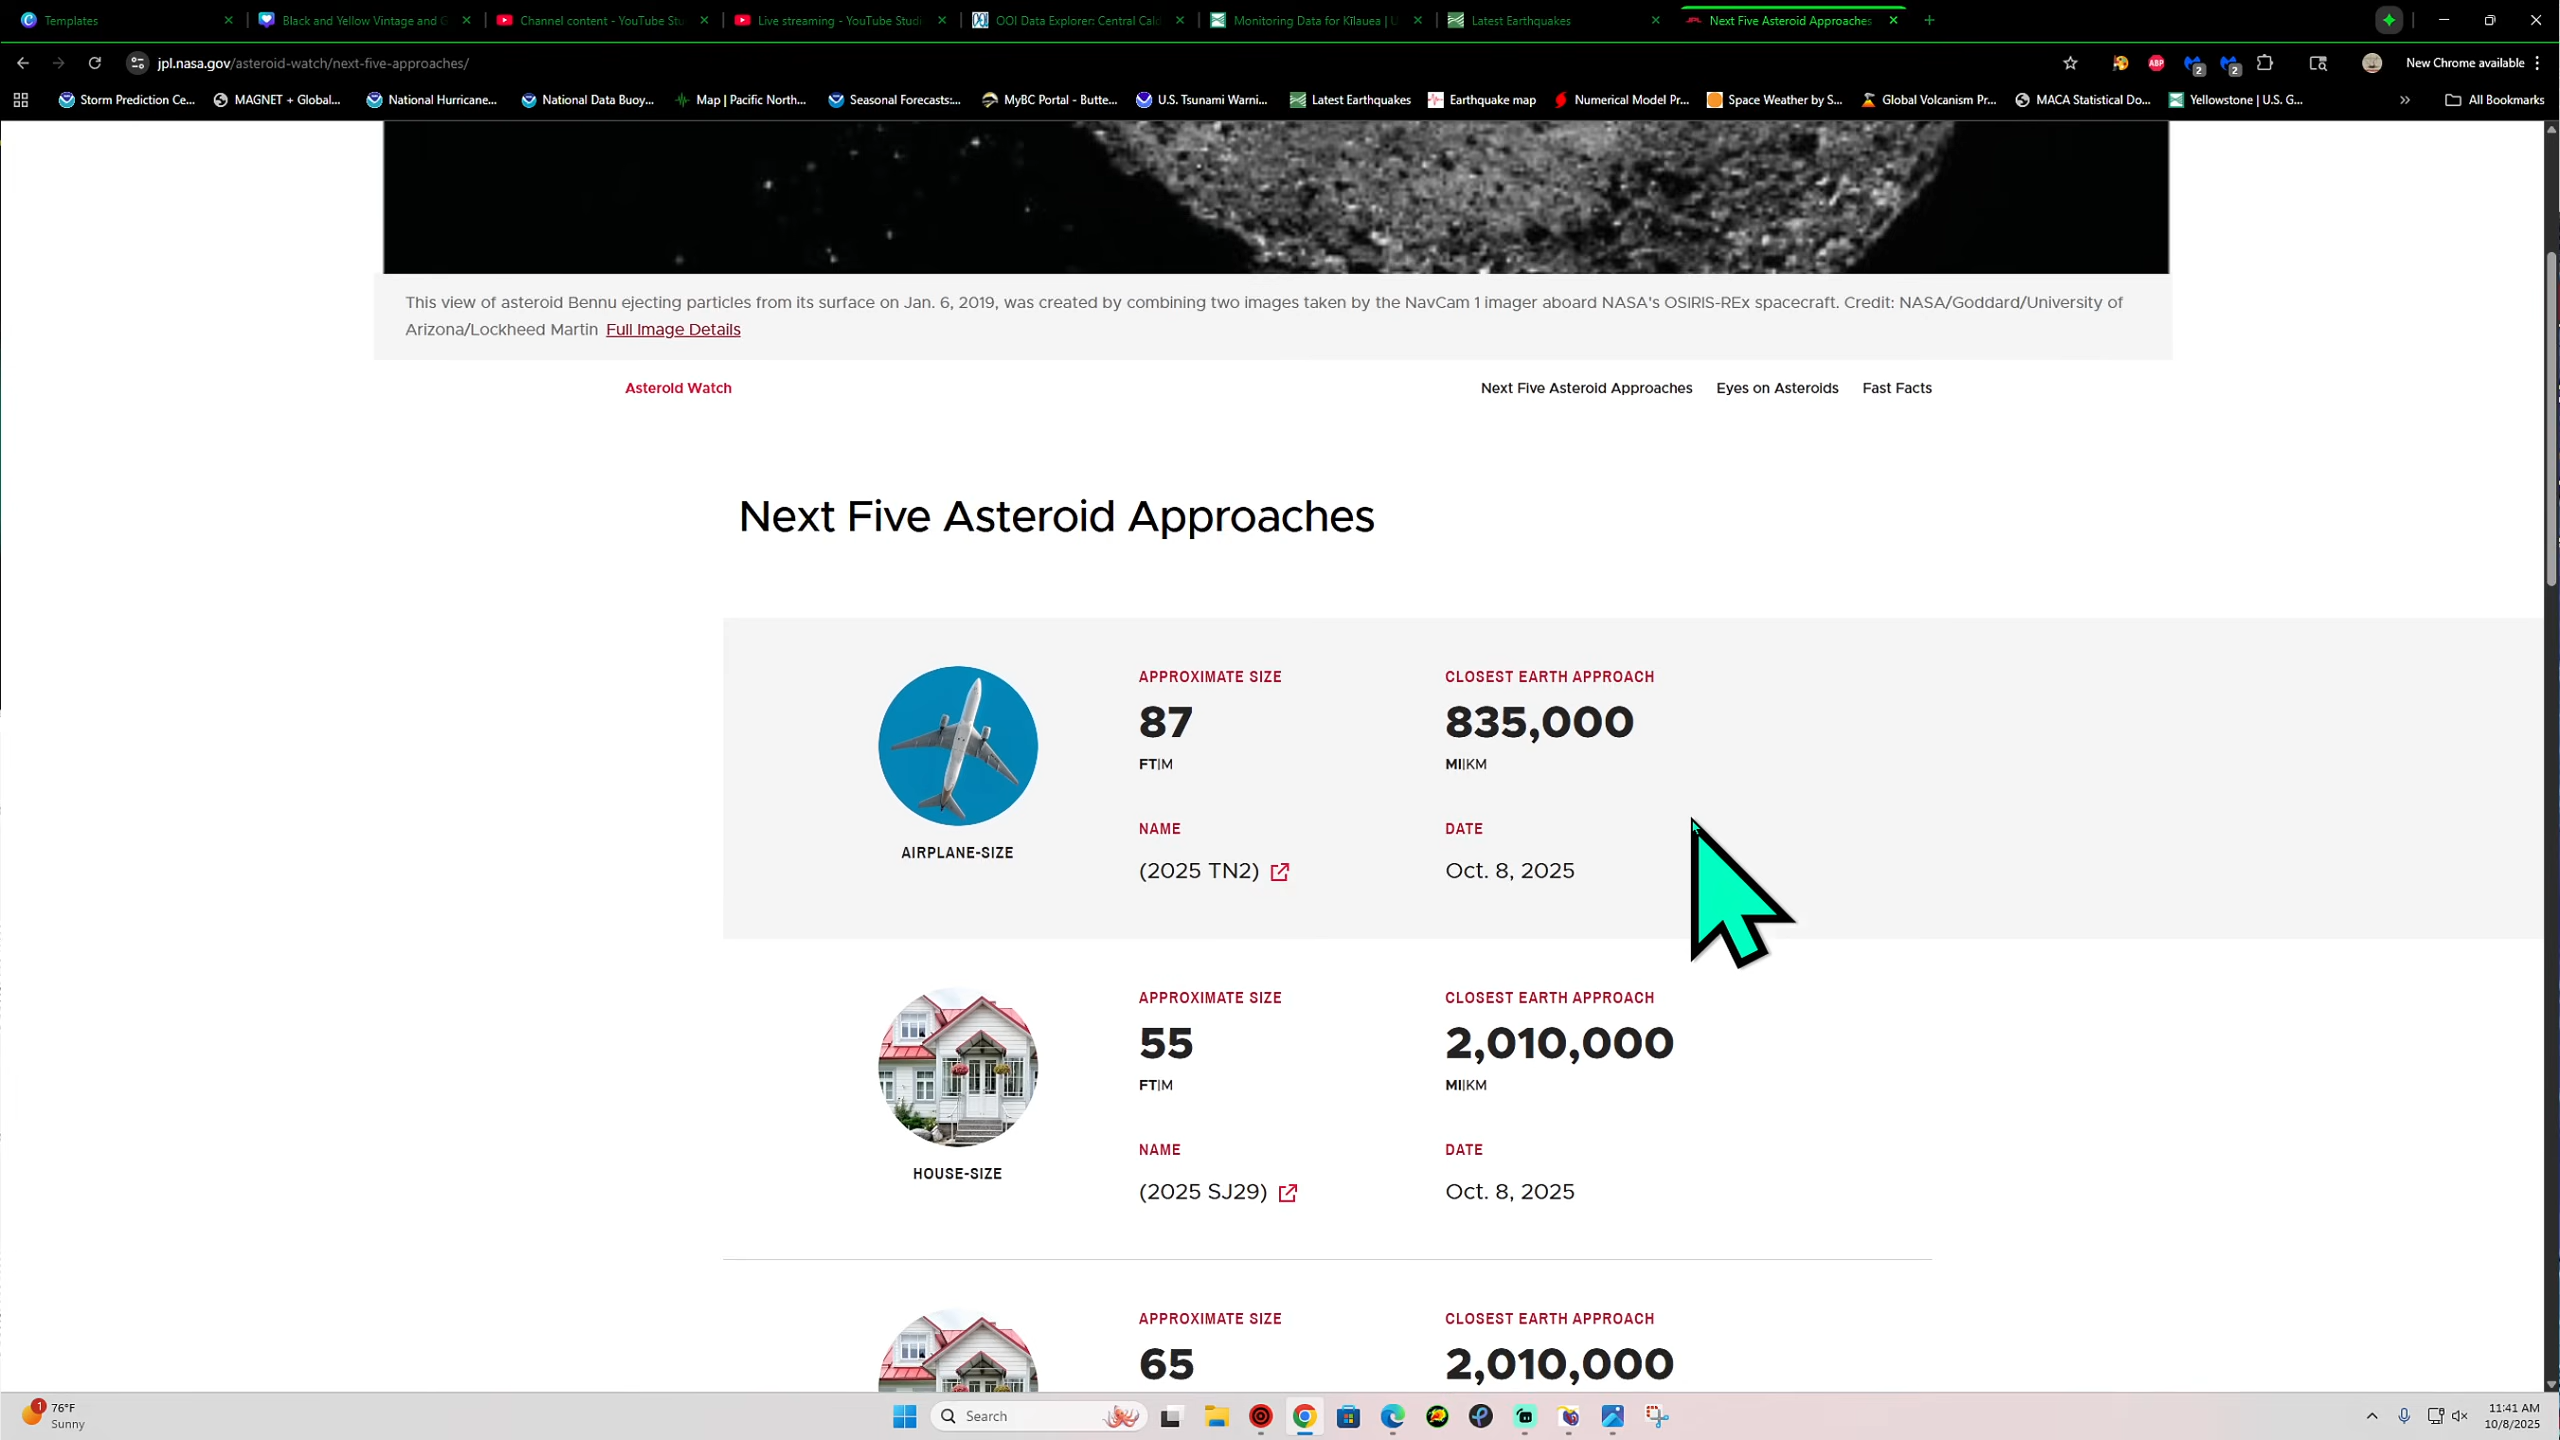 Templates
Black and Yellow Vintage and G
Channel content - YouTube Stu
Live streaming - YouTube Studi
OOI Data Explorer: Central Cald
Monitoring Data for Kīlauea | U
Latest Earthquakes
Next Five Asteroid Approaches
jpl.nasa.gov/asteroid-watch/next-five-approaches/
ABP
2
2
New Chrome available
Storm Prediction Ce...
MAGNET + Global...
National Hurricane...
National Data Buoy...
Map | Pacific North...
Seasonal Forecasts:...
MyBC Portal - Butte...
U.S. Tsunami Warni...
Latest Earthquakes
Earthquake map
Numerical Model Pr...
Space Weather by S...
Global Volcanism Pr...
MACA Statistical Do...
Yellowstone | U.S. G...
All Bookmarks
This view of asteroid Bennu ejecting particles from its surface on Jan. 6, 2019, was created by combining two images taken by the NavCam 1 imager aboard NASA's OSIRIS-REx spacecraft. Credit: NASA/Goddard/University of
Arizona/Lockheed Martin Full Image Details
Asteroid Watch
Next Five Asteroid Approaches
Eyes on Asteroids
Fast Facts
Next Five Asteroid Approaches
APPROXIMATE SIZE
CLOSEST EARTH APPROACH
87
835,000
FT|M
MI|KM
NAME
DATE
AIRPLANE-SIZE
(2025 TN2)
Oct. 8, 2025
APPROXIMATE SIZE
CLOSEST EARTH APPROACH
55
2,010,000
FT|M
MI|KM
NAME
DATE
HOUSE-SIZE
(2025 SJ29)
Oct. 8, 2025
APPROXIMATE SIZE
CLOSEST EARTH APPROACH
65
2,010,000
1
76°F
Sunny
Search
11:41 AM
10/8/2025